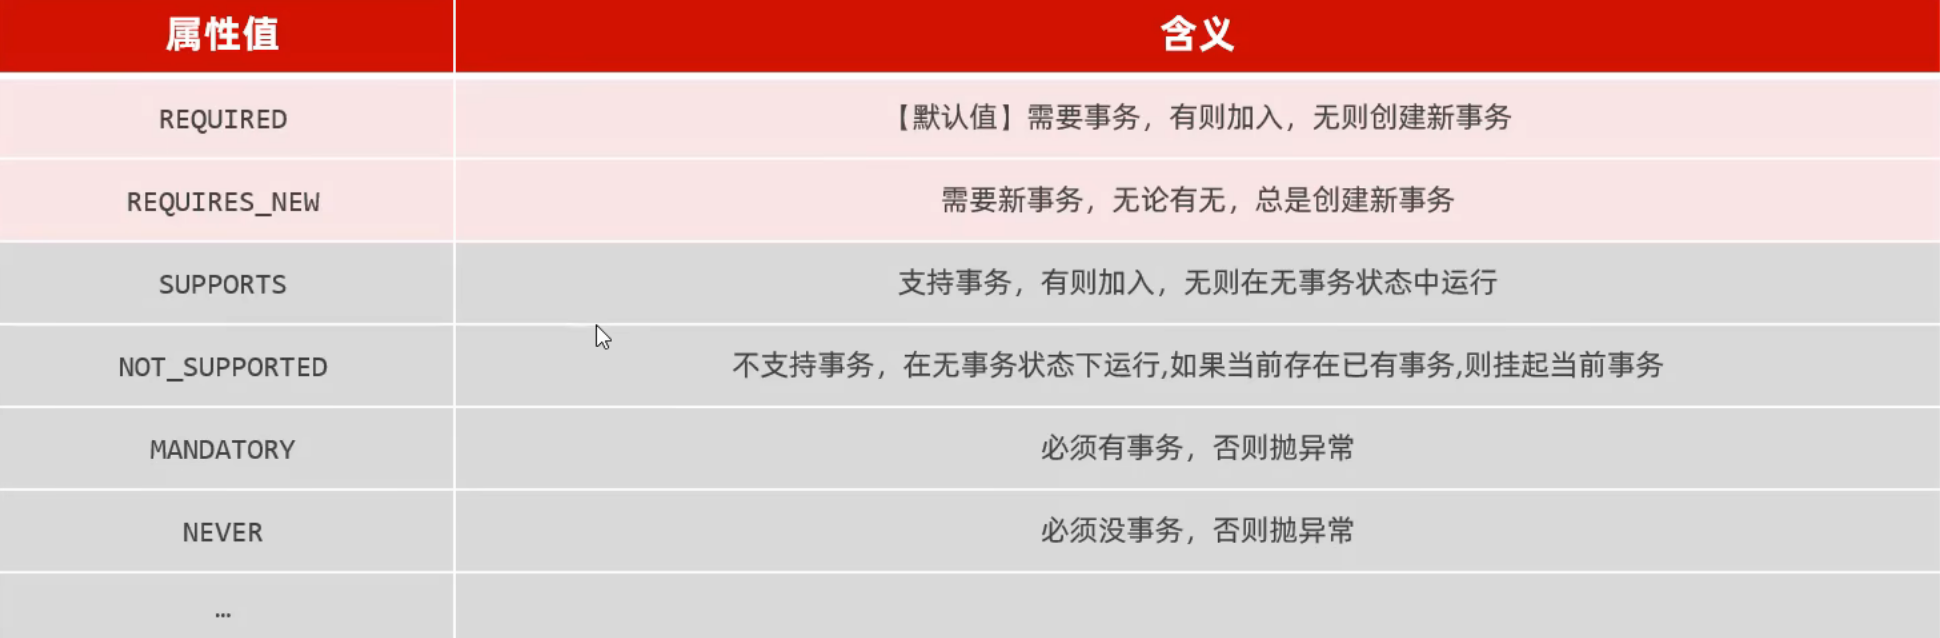 属性值 含义
REQUIRED 【默认值】需要事务，有则加入，无则创建新事务
REQUIRES_NEW 需要新事务，无论有无，总是创建新事务
SUPPORTS 支持事务，有则加入，无则在无事务状态中运行
NOT_SUPPORTED 不支持事务，在无事务状态下运行,如果当前存在已有事务,则挂起当前事务
MANDATORY 必须有事务，否则抛异常
NEVER 必须没事务，否则抛异常
…